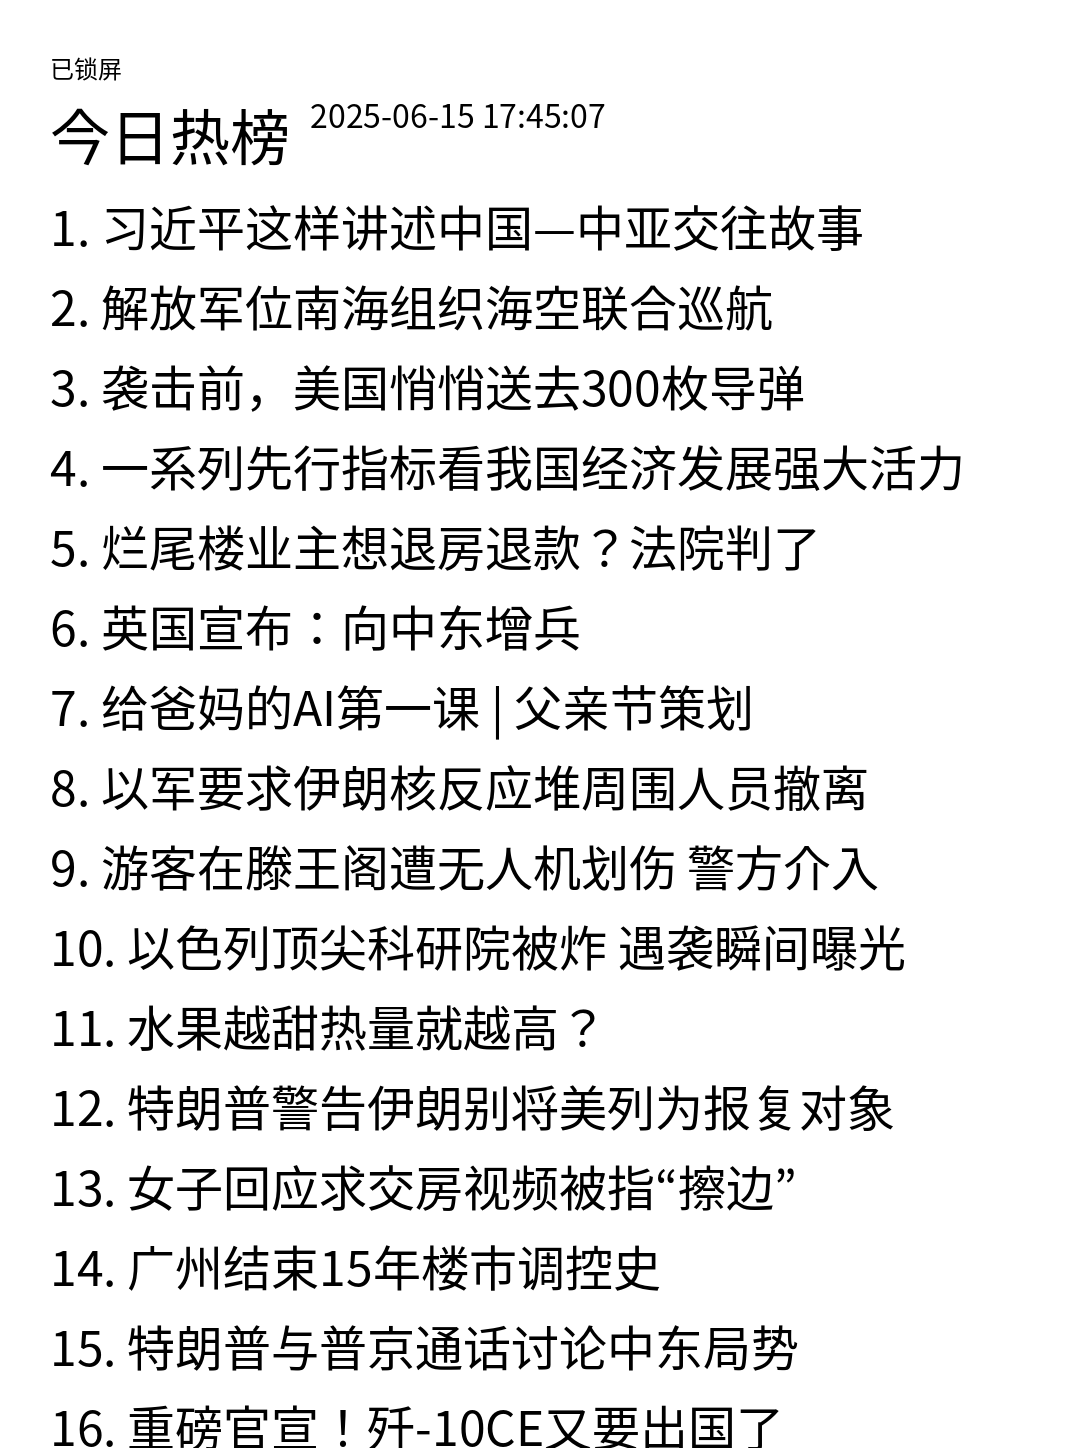 已锁屏
今日热榜 2025-06-15 17:45:07
1. 习近平这样讲述中国—中亚交往故事
2. 解放军位南海组织海空联合巡航
3. 袭击前，美国悄悄送去300枚导弹
4. 一系列先行指标看我国经济发展强大活力
5. 烂尾楼业主想退房退款？法院判了
6. 英国宣布：向中东增兵
7. 给爸妈的AI第一课 | 父亲节策划
8. 以军要求伊朗核反应堆周围人员撤离
9. 游客在滕王阁遭无人机划伤 警方介入
10. 以色列顶尖科研院被炸 遇袭瞬间曝光
11. 水果越甜热量就越高？
12. 特朗普警告伊朗别将美列为报复对象
13. 女子回应求交房视频被指“擦边”
14. 广州结束15年楼市调控史
15. 特朗普与普京通话讨论中东局势
16. 重磅官宣！歼-10CE又要出国了